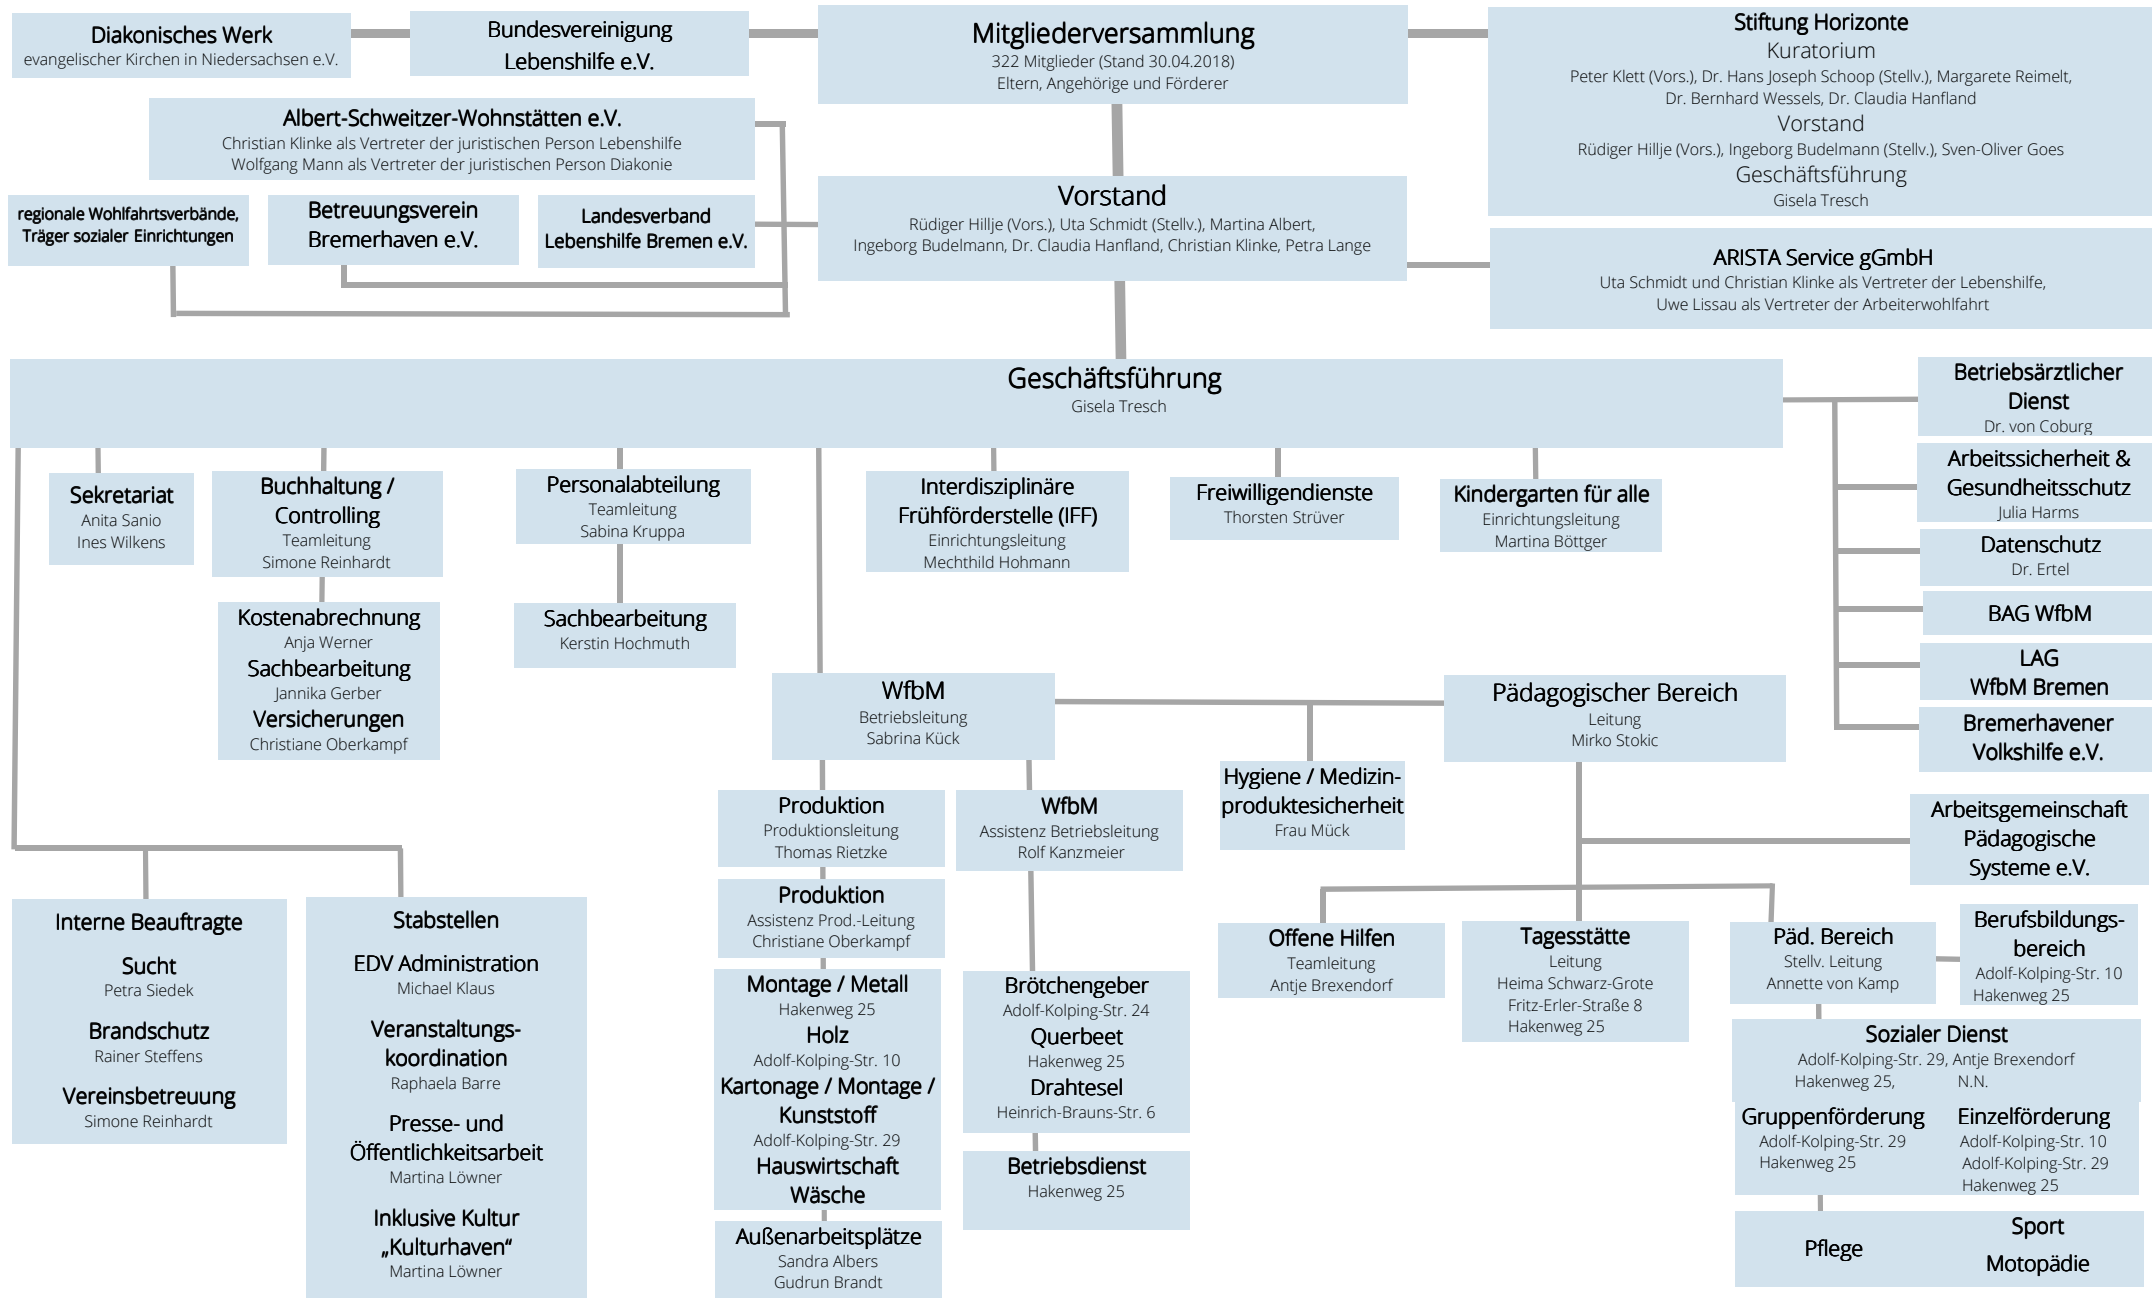 Diakonisches Werk
evangelischer Kirchen in Niedersachsen e.V.
Bundesvereinigung
Lebenshilfe e.V.
Mitgliederversammlung
322 Mitglieder (Stand 30.04.2018)
Eltern, Angehörige und Förderer
Stiftung Horizonte
Kuratorium
Peter Klett (Vors.), Dr. Hans Joseph Schoop (Stellv.), Margarete Reimelt,
Dr. Bernhard Wessels, Dr. Claudia Hanfland
Vorstand
Rüdiger Hillje (Vors.), Ingeborg Budelmann (Stellv.), Sven-Oliver Goes
Geschäftsführung
Gisela Tresch
Albert-Schweitzer-Wohnstätten e.V.
Christian Klinke als Vertreter der juristischen Person Lebenshilfe
Wolfgang Mann als Vertreter der juristischen Person Diakonie
regionale Wohlfahrtsverbände,
Träger sozialer Einrichtungen
Betreuungsverein
Bremerhaven e.V.
Landesverband
Lebenshilfe Bremen e.V.
Vorstand
Rüdiger Hillje (Vors.), Uta Schmidt (Stellv.), Martina Albert,
Ingeborg Budelmann, Dr. Claudia Hanfland, Christian Klinke, Petra Lange
ARISTA Service gGmbH
Uta Schmidt und Christian Klinke als Vertreter der Lebenshilfe,
Uwe Lissau als Vertreter der Arbeiterwohlfahrt
Geschäftsführung
Gisela Tresch
Betriebsärztlicher
Dienst
Dr. von Coburg
Arbeitssicherheit &
Gesundheitsschutz
Julia Harms
Datenschutz
Dr. Ertel
BAG WfbM
LAG
WfbM Bremen
Bremerhavener
Volkshilfe e.V.
Sekretariat
Anita Sanio
Ines Wilkens
Buchhaltung /
Controlling
Teamleitung
Simone Reinhardt
Kostenabrechnung
Anja Werner
Sachbearbeitung
Jannika Gerber
Versicherungen
Christiane Oberkampf
Personalabteilung
Teamleitung
Sabina Kruppa
Sachbearbeitung
Kerstin Hochmuth
Interdisziplinäre
Frühförderstelle (IFF)
Einrichtungsleitung
Mechthild Hohmann
Freiwilligendienste
Thorsten Strüver
Kindergarten für alle
Einrichtungsleitung
Martina Böttger
WfbM
Betriebsleitung
Sabrina Kück
Pädagogischer Bereich
Leitung
Mirko Stokic
Hygiene / Medizin-
produktesicherheit
Frau Mück
Arbeitsgemeinschaft
Pädagogische
Systeme e.V.
Interne Beauftragte
Sucht
Petra Siedek
Brandschutz
Rainer Steffens
Vereinsbetreuung
Simone Reinhardt
Stabstellen
EDV Administration
Michael Klaus
Veranstaltungs-
koordination
Raphaela Barre
Presse- und
Öffentlichkeitsarbeit
Martina Löwner
Inklusive Kultur
„Kulturhaven“
Martina Löwner
Produktion
Produktionsleitung
Thomas Rietzke
Produktion
Assistenz Prod.-Leitung
Christiane Oberkampf
Montage / Metall
Hakenweg 25
Holz
Adolf-Kolping-Str. 10
Kartonage / Montage /
Kunststoff
Adolf-Kolping-Str. 29
Hauswirtschaft
Wäsche
Außenarbeitsplätze
Sandra Albers
Gudrun Brandt
WfbM
Assistenz Betriebsleitung
Rolf Kanzmeier
Brötchengeber
Adolf-Kolping-Str. 24
Querbeet
Hakenweg 25
Drahtesel
Heinrich-Brauns-Str. 6
Betriebsdienst
Hakenweg 25
Offene Hilfen
Teamleitung
Antje Brexendorf
Tagesstätte
Leitung
Heima Schwarz-Grote
Fritz-Erler-Straße 8
Hakenweg 25
Päd. Bereich
Stellv. Leitung
Annette von Kamp
Berufsbildungs-
bereich
Adolf-Kolping-Str. 10
Hakenweg 25
Sozialer Dienst
Adolf-Kolping-Str. 29, Antje Brexendorf
Hakenweg 25, N.N.
Gruppenförderung
Adolf-Kolping-Str. 29
Hakenweg 25
Einzelförderung
Adolf-Kolping-Str. 10
Adolf-Kolping-Str. 29
Hakenweg 25
Pflege
Sport
Motopädie